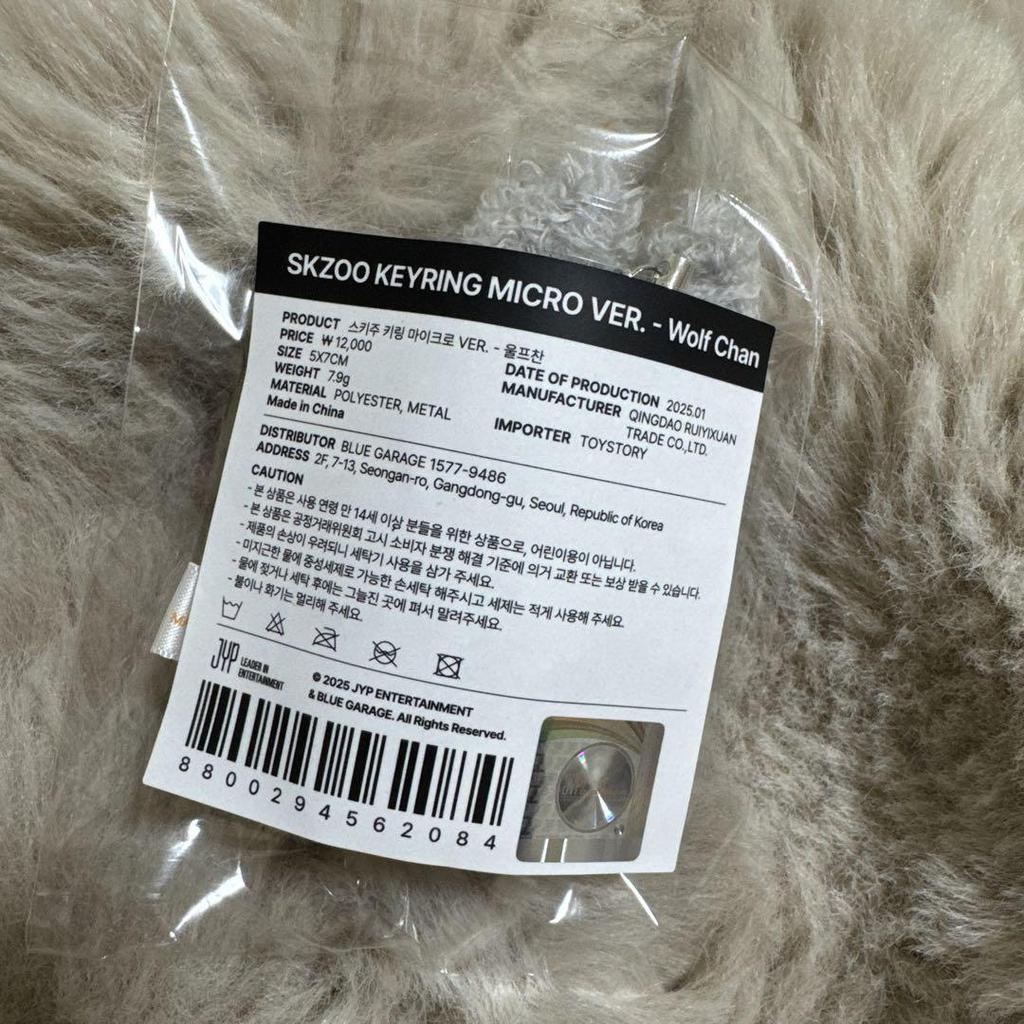 SKZOO KEYRING MICRO VER. - Wolf Chan
PRODUCT 스키주 키링 마이크로 VER. - 울프찬
PRICE ₩ 12,000
SIZE 5X7CM
WEIGHT 7.9g
MATERIAL POLYESTER, METAL
Made in China
DATE OF PRODUCTION 2025.01
MANUFACTURER QINGDAO RUIYIXUAN
TRADE CO.,LTD.
IMPORTER TOYSTORY
DISTRIBUTOR BLUE GARAGE 1577-9486
ADDRESS 2F, 7-13, Seongan-ro, Gangdong-gu, Seoul, Republic of Korea
CAUTION
- 본 상품은 사용 연령 만 14세 이상 분들을 위한 상품으로, 어린이용이 아닙니다.
- 본 상품은 공정거래위원회 고시 소비자 분쟁 해결 기준에 의거 교환 또는 보상 받을 수 있습니다.
- 제품의 손상이 우려되니 세탁기 사용을 삼가 주세요.
- 미지근한 물에 중성세제로 가능한 손세탁 해주시고 세제는 적게 사용해 주세요.
- 물에 젖거나 세탁 후에는 그늘진 곳에 펴서 말려주세요.
- 불이나 화기는 멀리해 주세요.
JYP LEADER IN
ENTERTAINMENT
© 2025 JYP ENTERTAINMENT
& BLUE GARAGE. All Rights Reserved.
8800294562084